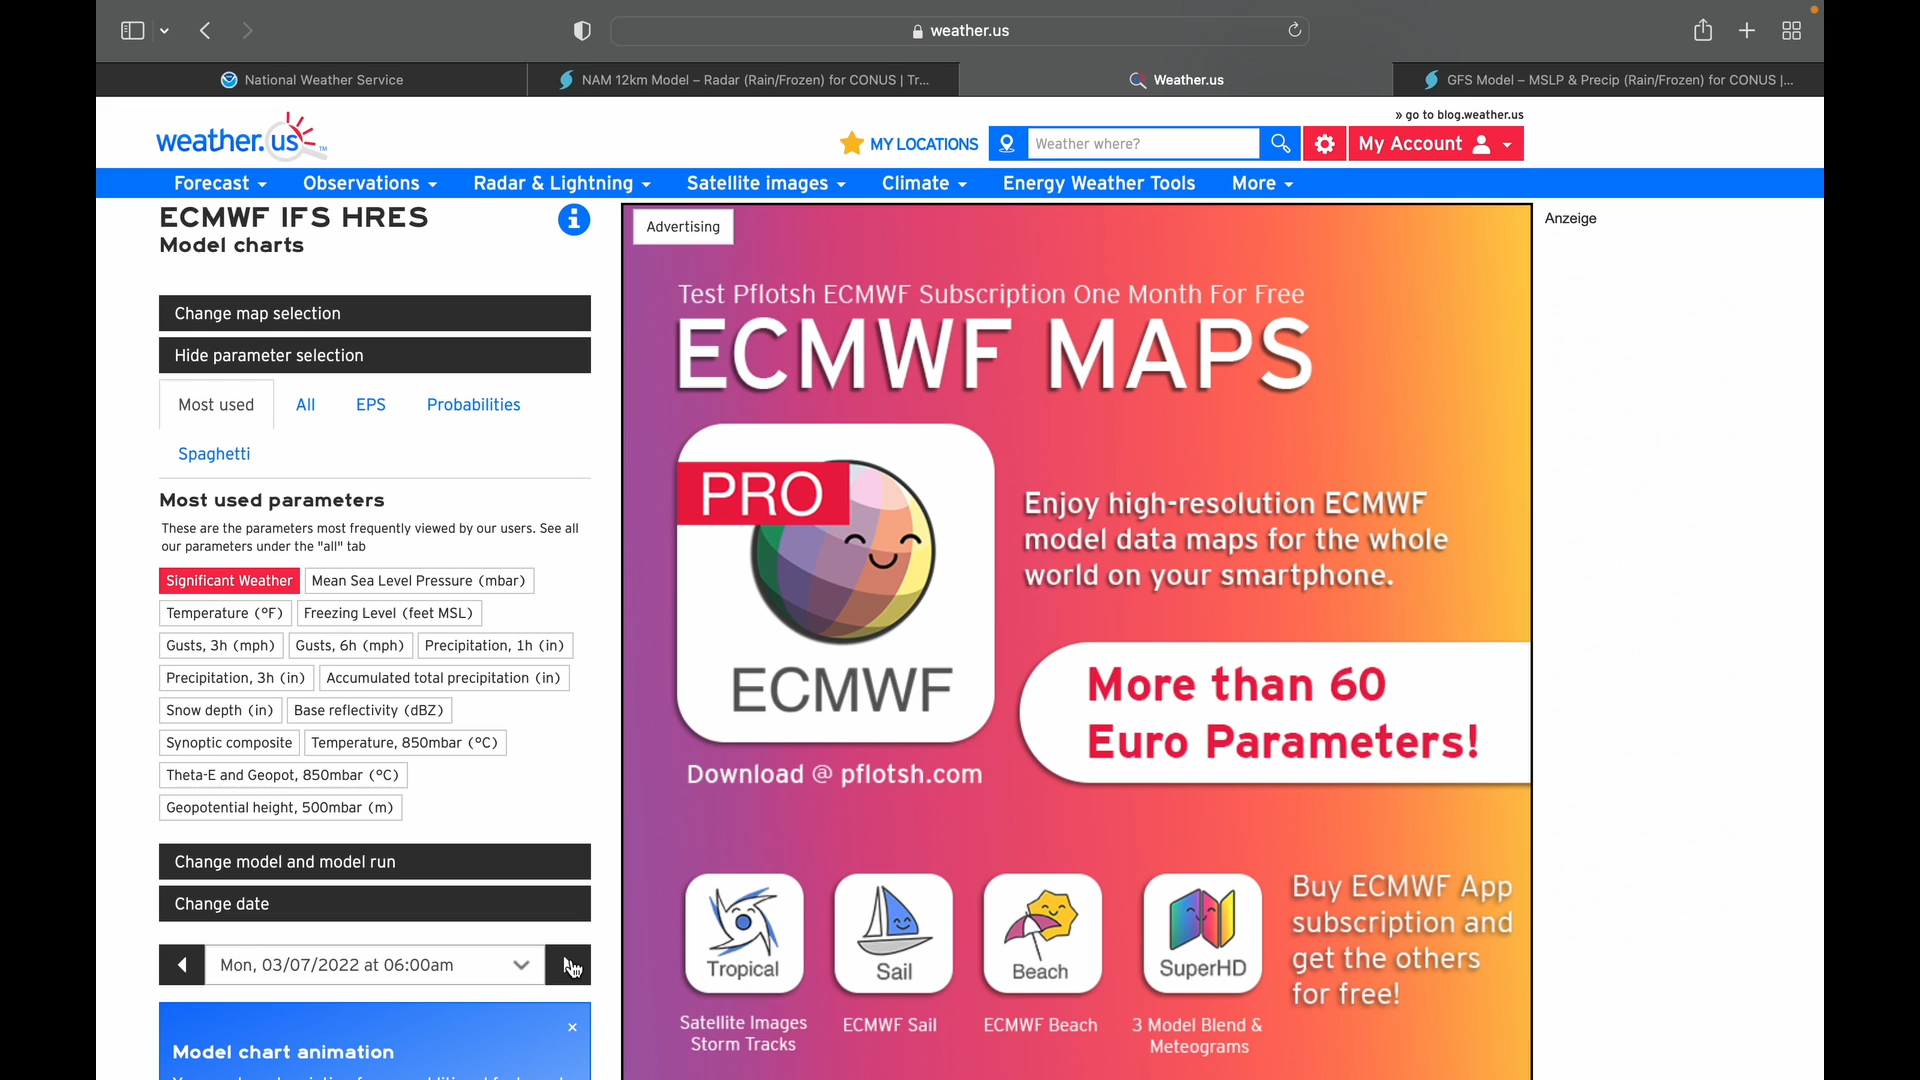 weather.us
National Weather Service
NAM 12km Model – Radar (Rain/Frozen) for CONUS | Tr...
Weather.us
GFS Model – MSLP & Precip (Rain/Frozen) for CONUS |...
» go to blog.weather.us
weather.us™
MY LOCATIONS
Weather where?
My Account
Forecast
Observations
Radar & Lightning
Satellite images
Climate
Energy Weather Tools
More
ECMWF IFS HRES
Model charts
Change map selection
Hide parameter selection
Most used
All
EPS
Probabilities
Spaghetti
Most used parameters
These are the parameters most frequently viewed by our users. See all
our parameters under the "all" tab
Significant Weather
Mean Sea Level Pressure (mbar)
Temperature (°F)
Freezing Level (feet MSL)
Gusts, 3h (mph)
Gusts, 6h (mph)
Precipitation, 1h (in)
Precipitation, 3h (in)
Accumulated total precipitation (in)
Snow depth (in)
Base reflectivity (dBZ)
Synoptic composite
Temperature, 850mbar (°C)
Theta-E and Geopot, 850mbar (°C)
Geopotential height, 500mbar (m)
Change model and model run
Change date
Mon, 03/07/2022 at 06:00am
Model chart animation
Advertising
Anzeige
Test Pflotsh ECMWF Subscription One Month For Free
ECMWF MAPS
PRO
ECMWF
Enjoy high-resolution ECMWF
model data maps for the whole
world on your smartphone.
More than 60
Euro Parameters!
Download @ pflotsh.com
Tropical
Sail
Beach
SuperHD
Satellite Images
Storm Tracks
ECMWF Sail
ECMWF Beach
3 Model Blend &
Meteograms
Buy ECMWF App
subscription and
get the others
for free!